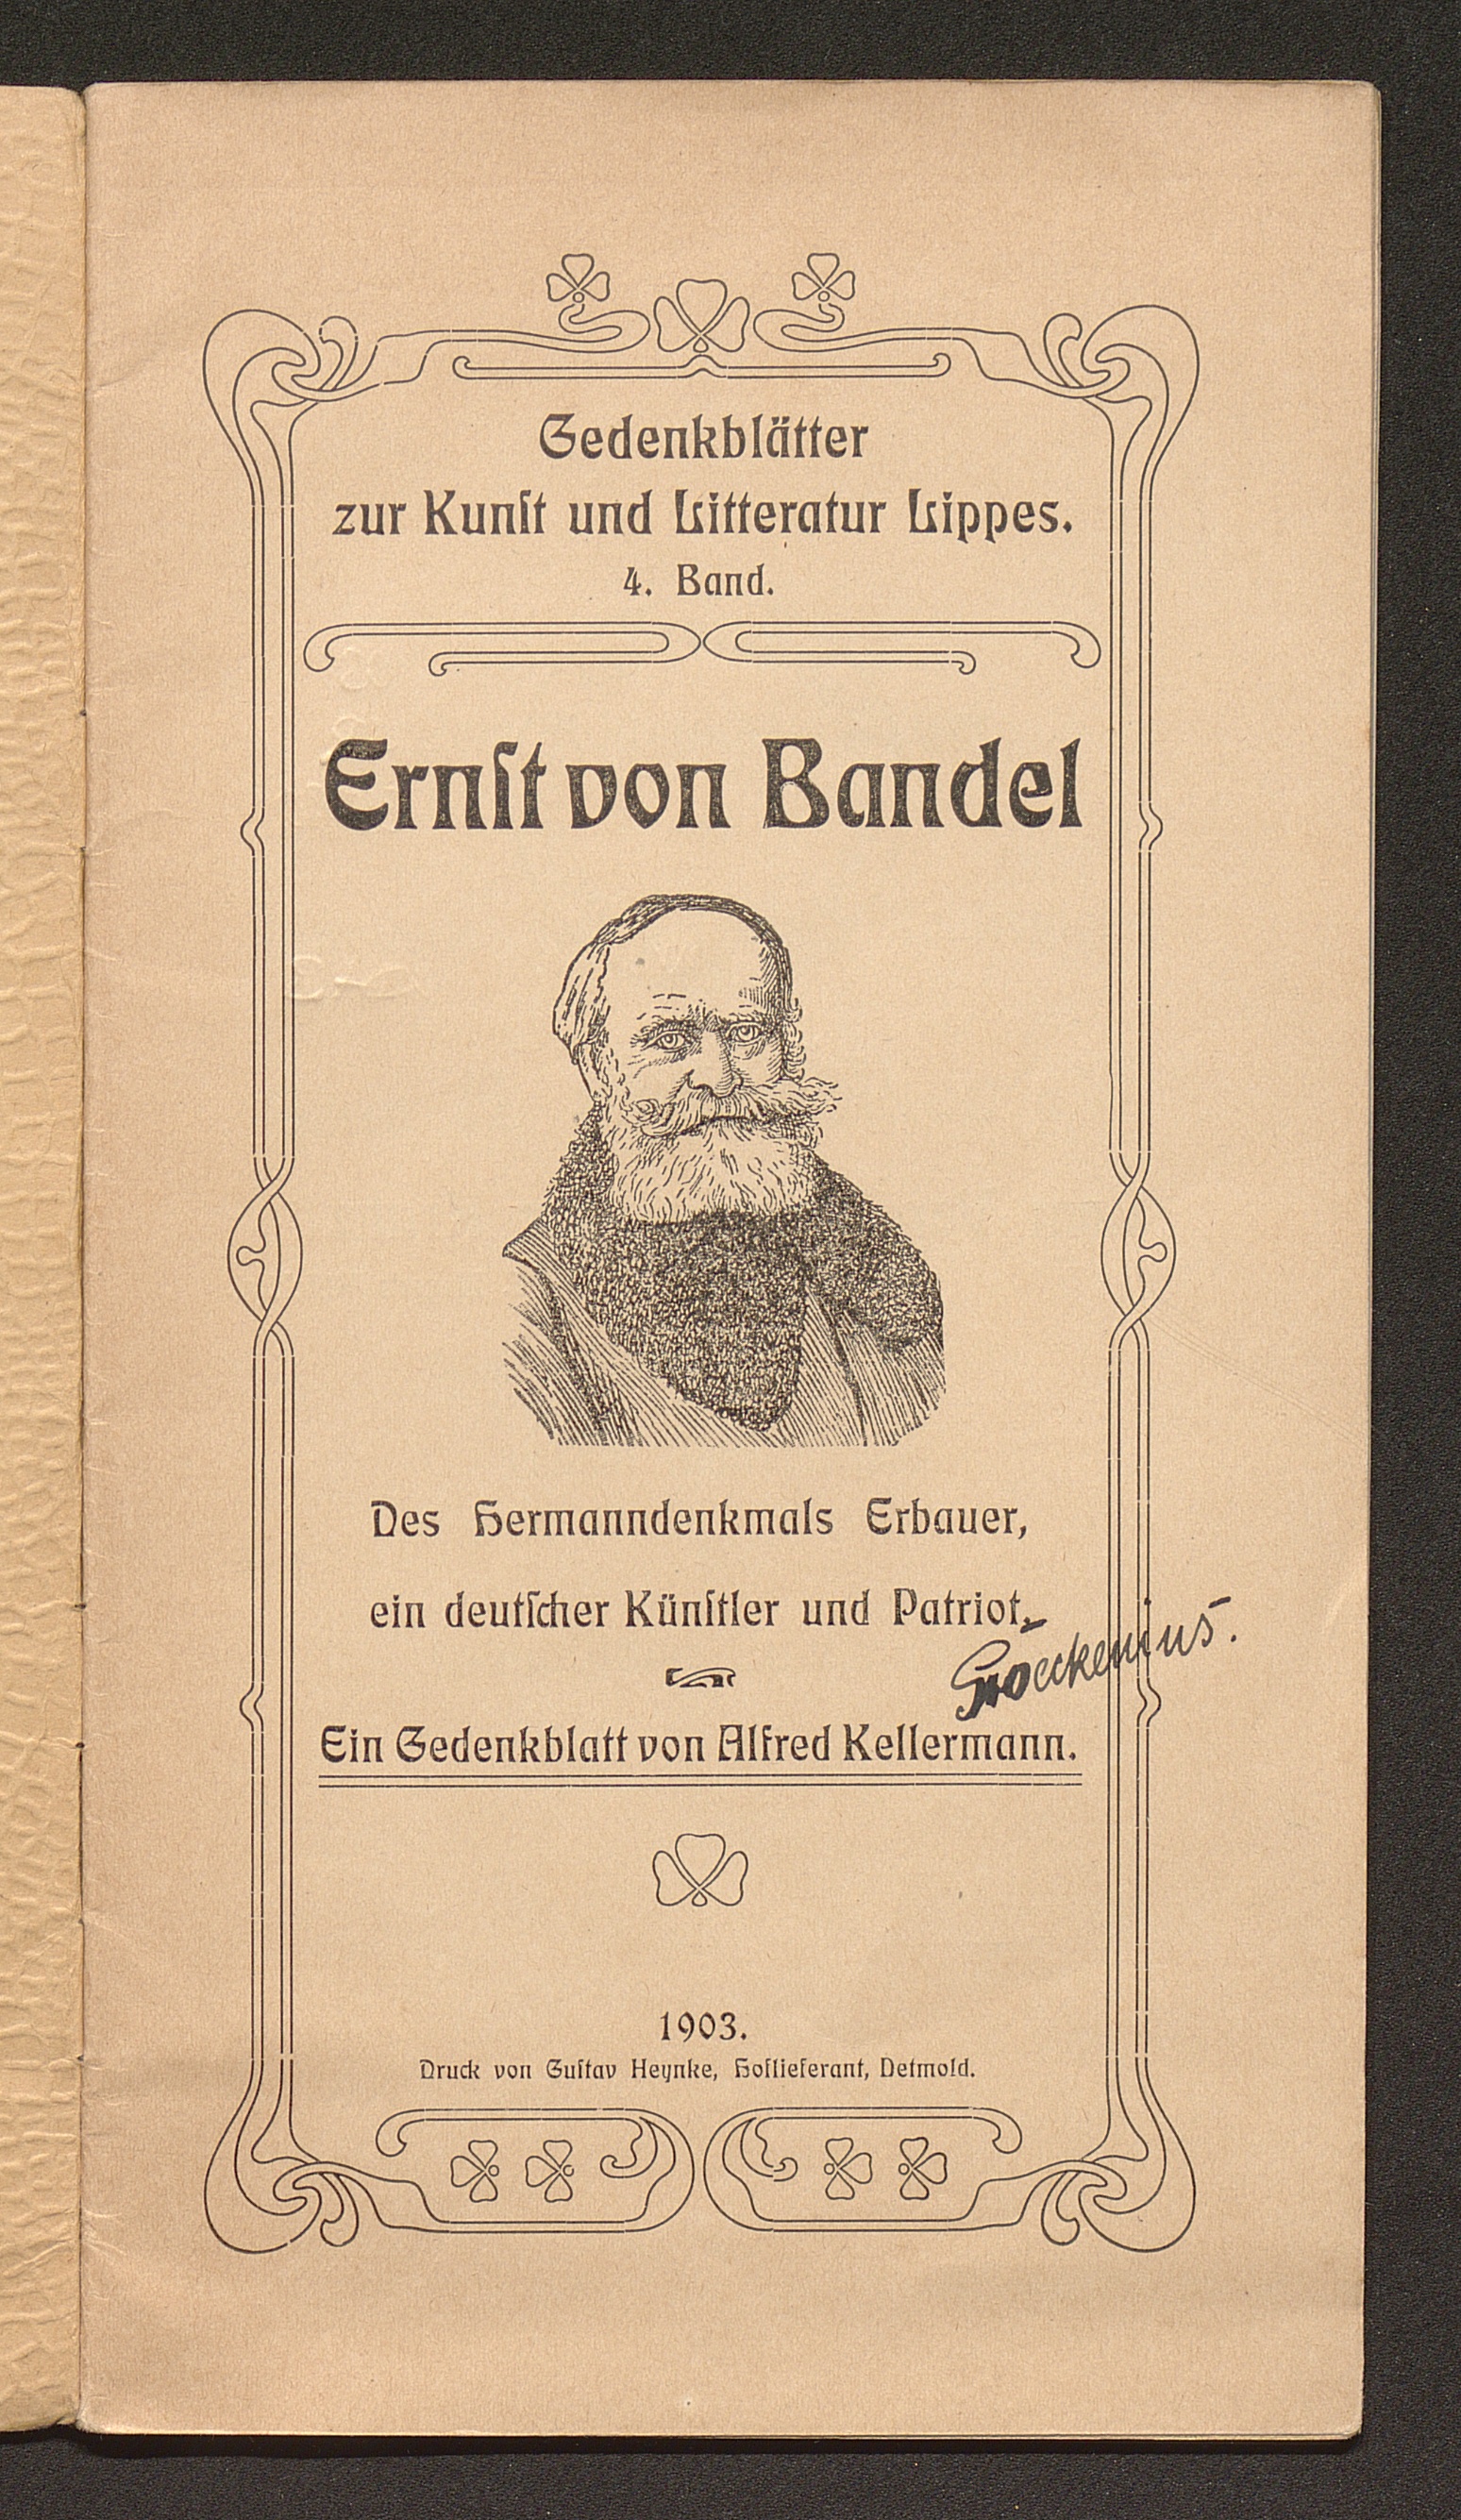 Gedenkblätter
zur Kunſt und Litteratur Lippes.
4. Band.
Ernſt von Bandel
Des Hermanndenkmals Erbauer,
ein deutſcher Künſtler und Patriot.
Ein Gedenkblatt von Alfred Kellermann.
1903.
Druck von Guſtav Heynke, Hoflieferant, Detmold.